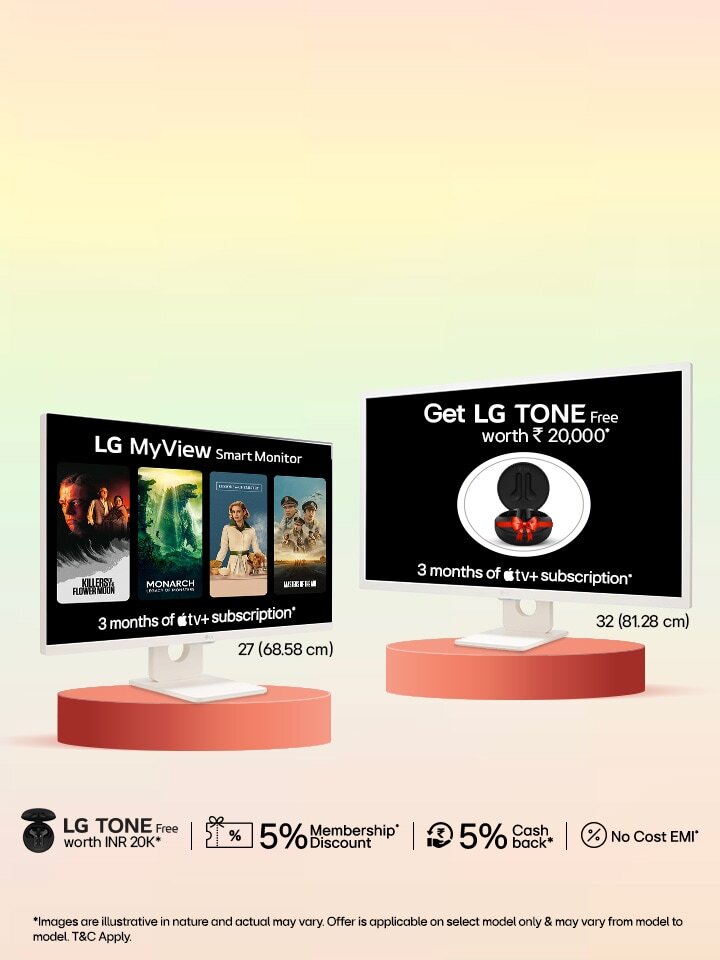 LG MyView Smart Monitor
KILLERS OF THE
FLOWER MOON
MONARCH
LEGACY OF MONSTERS
LESSONS IN CHEMISTRY
MASTERS OF THE AIR
3 months of tv+ subscription*
LG
27 (68.58 cm)
Get LG TONE Free
worth ₹ 20,000*
3 months of tv+ subscription*
32 (81.28 cm)
LG TONE Free
worth INR 20K*
%
5% Membership*
Discount
₹
5% Cash
back*
%
No Cost EMI*
*Images are illustrative in nature and actual may vary. Offer is applicable on select model only & may vary from model to
model. T&C Apply.